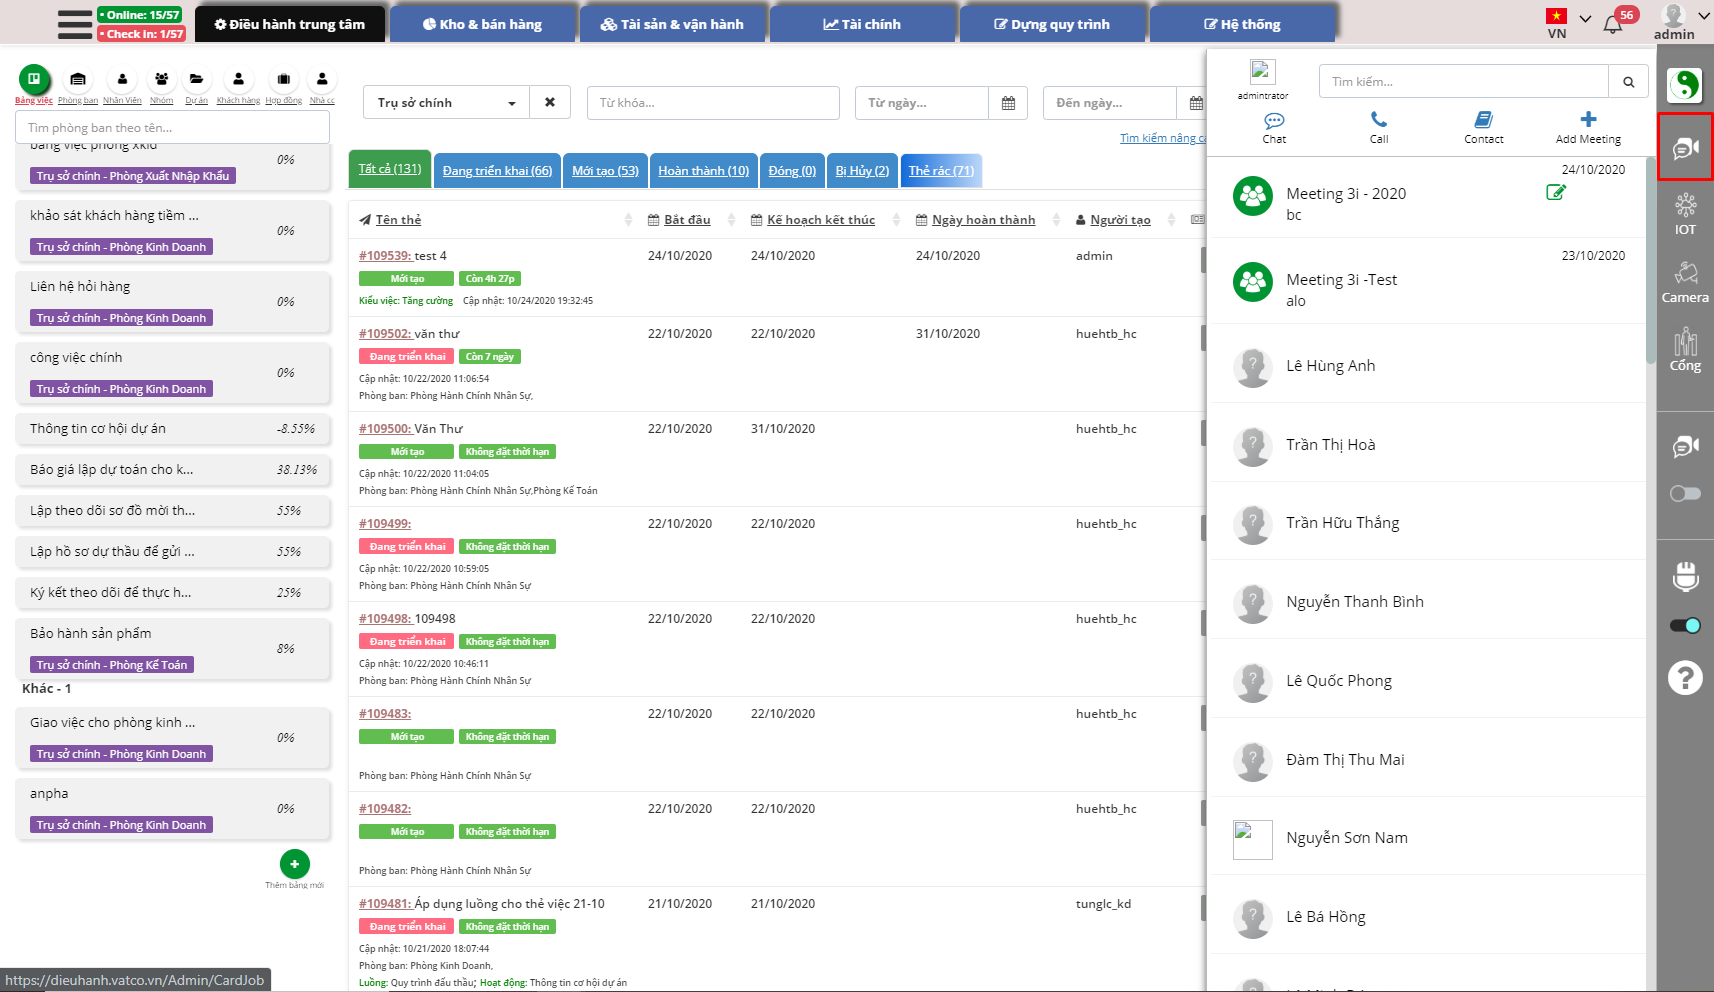 Online: 15/57
Check in: 1/57
Điều hành trung tâm
Kho & bán hàng
Tài sản & vận hành
Tài chính
Dựng quy trình
Hệ thống
VN
56
admin
Bảng việc
Phòng ban
Nhân Viên
Nhóm
Dự án
Khách hàng
Hợp đồng
Nhà cc
Tìm phòng ban theo tên...
bảng việc phòng xkld
0%
Trụ sở chính - Phòng Xuất Nhập Khẩu
khảo sát khách hàng tiềm ...
0%
Trụ sở chính - Phòng Kinh Doanh
Liên hệ hỏi hàng
0%
Trụ sở chính - Phòng Kinh Doanh
công việc chính
0%
Trụ sở chính - Phòng Kinh Doanh
Thông tin cơ hội dự án
-8.55%
Báo giá lập dự toán cho k...
38.13%
Lập theo dõi sơ đồ mời th...
55%
Lập hồ sơ dự thầu để gửi ...
55%
Ký kết theo dõi để thực h...
25%
Bảo hành sản phẩm
8%
Trụ sở chính - Phòng Kế Toán
Khác - 1
Giao việc cho phòng kinh ...
0%
Trụ sở chính - Phòng Kinh Doanh
anpha
0%
Trụ sở chính - Phòng Kinh Doanh
Thêm bảng mới
https://dieuhanh.vatco.vn/Admin/CardJob
Trụ sở chính
Từ khóa...
Từ ngày...
Đến ngày...
Tìm kiếm nâng
Tất cả (131)
Đang triển khai (66)
Mới tạo (53)
Hoàn thành (10)
Đóng (0)
Bị Hủy (2)
Thẻ rác (71)
Tên thẻ
Bắt đầu
Kế hoạch kết thúc
Ngày hoàn thành
Người tạo
#109539: test 4
24/10/2020
24/10/2020
24/10/2020
admin
Mới tạo
Còn 4h 27p
Kiểu việc: Tăng cường
Cập nhật: 10/24/2020 19:32:45
#109502: văn thư
22/10/2020
22/10/2020
31/10/2020
huehtb_hc
Đang triển khai
Còn 7 ngày
Cập nhật: 10/22/2020 11:06:54
Phòng ban: Phòng Hành Chính Nhân Sự,
#109500: Văn Thư
22/10/2020
31/10/2020
huehtb_hc
Mới tạo
Không đặt thời hạn
Cập nhật: 10/22/2020 11:04:05
Phòng ban: Phòng Hành Chính Nhân Sự,Phòng Kế Toán
#109499:
22/10/2020
22/10/2020
huehtb_hc
Đang triển khai
Không đặt thời hạn
Cập nhật: 10/22/2020 10:59:05
Phòng ban: Phòng Hành Chính Nhân Sự
#109498: 109498
22/10/2020
22/10/2020
huehtb_hc
Đang triển khai
Không đặt thời hạn
Cập nhật: 10/22/2020 10:46:11
Phòng ban: Phòng Hành Chính Nhân Sự
#109483:
22/10/2020
22/10/2020
huehtb_hc
Mới tạo
Không đặt thời hạn
Phòng ban: Phòng Hành Chính Nhân Sự
#109482:
22/10/2020
22/10/2020
huehtb_hc
Mới tạo
Không đặt thời hạn
Phòng ban: Phòng Hành Chính Nhân Sự
#109481: Áp dụng luồng cho thẻ việc 21-10
21/10/2020
21/10/2020
tunglc_kd
Đang triển khai
Không đặt thời hạn
Cập nhật: 10/21/2020 18:07:44
Phòng ban: Phòng Kinh Doanh,
Luồng: Quy trình đấu thầu; Hoạt động: Thông tin cơ hội dự án
admintrator
Tìm kiếm...
Chat
Call
Contact
Add Meeting
24/10/2020
Meeting 3i - 2020
bc
23/10/2020
Meeting 3i -Test
alo
Lê Hùng Anh
Trần Thị Hoà
Trần Hữu Thắng
Nguyễn Thanh Bình
Lê Quốc Phong
Đàm Thị Thu Mai
Nguyễn Sơn Nam
Lê Bá Hồng
IOT
Camera
Cổng